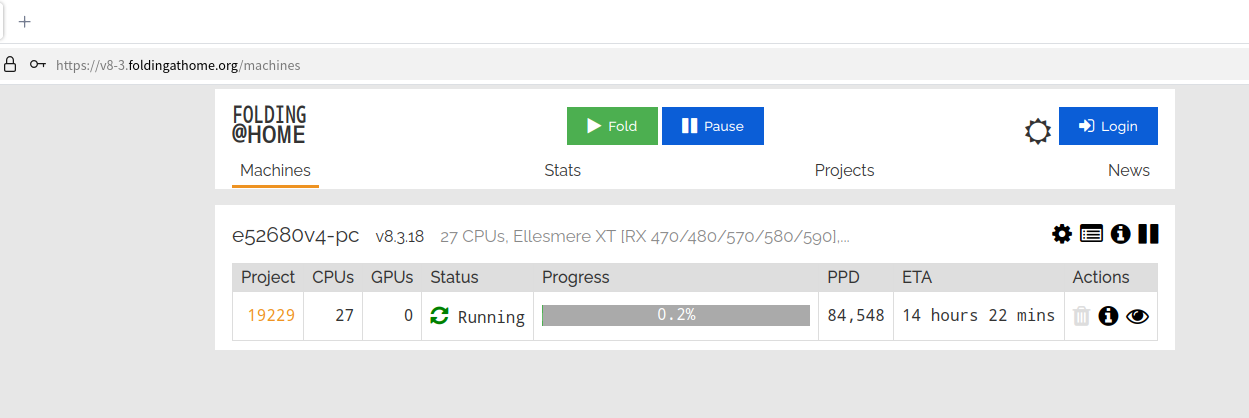 https://v8-3.foldingathome.org/machines
FOLDING
@HOME
Fold
Pause
Login
Machines
Stats
Projects
News
e52680v4-pc v8.3.18 27 CPUs, Ellesmere XT [RX 470/480/570/580/590],...
Project CPUs GPUs Status Progress PPD ETA Actions
19229 27 0 Running 0.2% 84,548 14 hours 22 mins